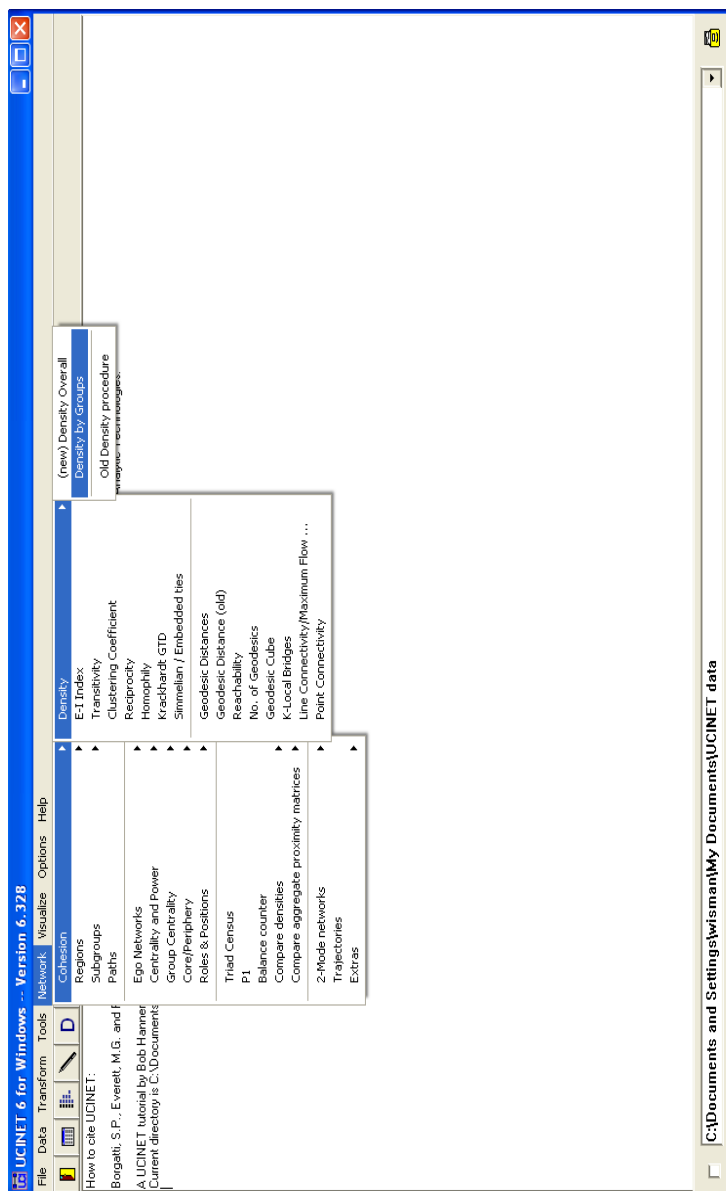 UCINET 6 for Windows -- Version 6.328
File Data Transform Tools Network Visualize Options Help
D
How to cite UCINET:
Borgatti, S.P., Everett, M.G. and
Analytic Technologies.
A UCINET tutorial by Bob Hanner
Current directory is C:\Documents
Cohesion
Regions
Subgroups
Paths
Ego Networks
Centrality and Power
Group Centrality
Core/Periphery
Roles & Positions
Triad Census
P1
Balance counter
Compare densities
Compare aggregate proximity matrices
2-Mode networks
Trajectories
Extras
Density
E-I Index
Transitivity
Clustering Coefficient
Reciprocity
Homophily
Krackhardt GTD
Simmelian / Embedded ties
Geodesic Distances
Geodesic Distance (old)
Reachability
No. of Geodesics
Geodesic Cube
K-Local Bridges
Line Connectivity/Maximum Flow ...
Point Connectivity
(new) Density Overall
Density by Groups
Old Density procedure
C:\Documents and Settings\wisman\My Documents\UCINET data